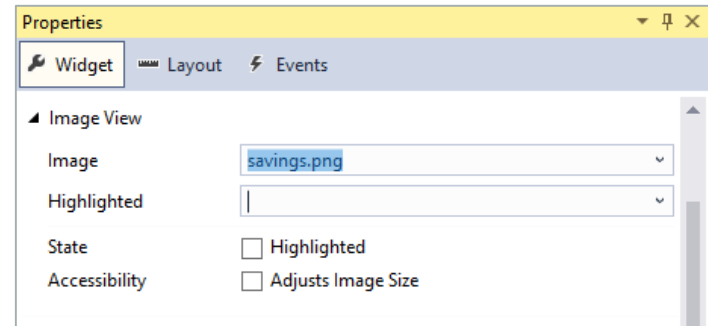 Properties
Widget Layout Events
Image View
Image savings.png
Highlighted
State Highlighted
Accessibility Adjusts Image Size